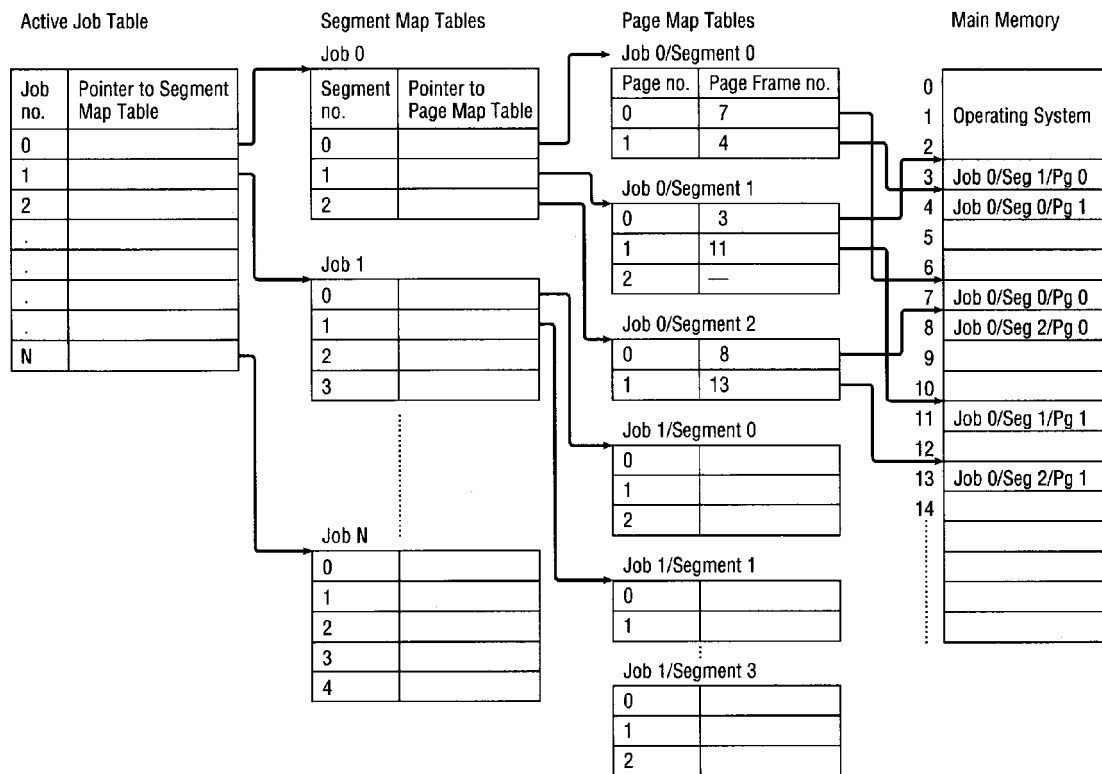 Active Job Table
Job no.
Pointer to Segment Map Table
0
1
2
.
.
.
.
N
Segment Map Tables
Job 0
Segment no.
Pointer to Page Map Table
0
1
2
Job 1
0
1
2
3
Job N
0
1
2
3
4
Page Map Tables
Job 0/Segment 0
Page no. Page Frame no.
0 7
1 4
Job 0/Segment 1
0 3
1 11
2 —
Job 0/Segment 2
0 8
1 13
Job 1/Segment 0
0
1
2
Job 1/Segment 1
0
1
Job 1/Segment 3
0
1
2
Main Memory
0
1 Operating System
2
3 Job 0/Seg 1/Pg 0
4 Job 0/Seg 0/Pg 1
5
6
7 Job 0/Seg 0/Pg 0
8 Job 0/Seg 2/Pg 0
9
10
11 Job 0/Seg 1/Pg 1
12
13 Job 0/Seg 2/Pg 1
14